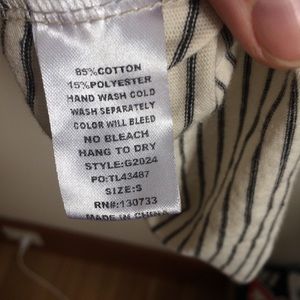 85%COTTON
15%POLYESTER
HAND WASH COLD
WASH SEPARATELY
COLOR WILL BLEED
NO BLEACH
HANG TO DRY
STYLE:G2024
PO:TL43487
SIZE:S
RN#:130733
MADE IN CHINA